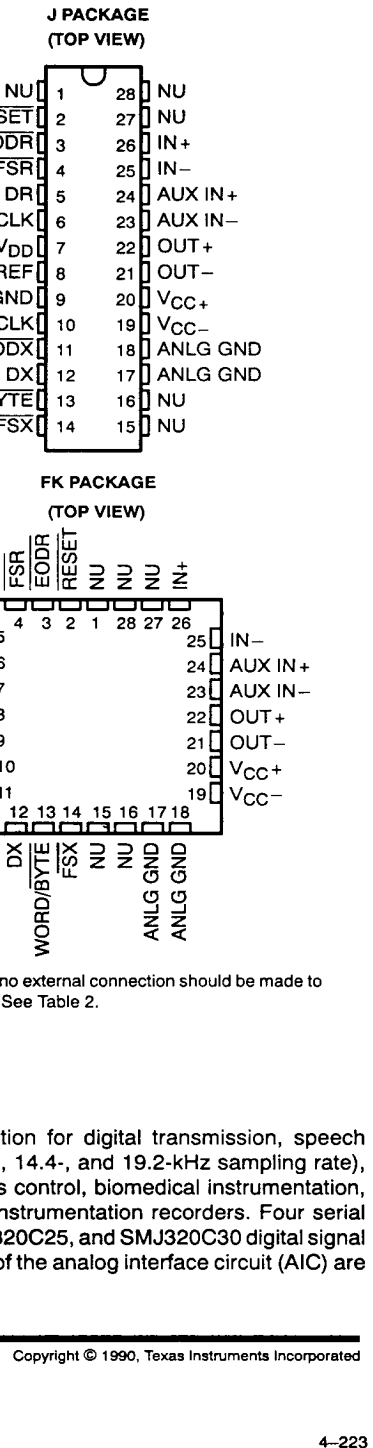 J PACKAGE
(TOP VIEW)
NU 1 28 NU
2 27 NU
3 26 IN+
FSR 4 25 IN−
DR 5 24 AUX IN+
CLK 6 23 AUX IN−
VDD 7 22 OUT+
REF 8 21 OUT−
GND 9 20 VCC+
CLK 10 19 VCC−
11 18 ANLG GND
DX 12 17 ANLG GND
13 16 NU
FSX 14 15 NU
FK PACKAGE
(TOP VIEW)
FSR EODR RESET NU NU NU IN+
4 3 2 1 28 27 26
5 25 IN−
6 24 AUX IN+
7 23 AUX IN−
8 22 OUT+
9 21 OUT−
10 20 VCC+
11 19 VCC−
12 13 14 15 16 17 18
DX WORD/BYTE FSX NU NU ANLG GND ANLG GND
no external connection should be made to
See Table 2.
tion for digital transmission, speech
, 14.4-, and 19.2-kHz sampling rate),
s control, biomedical instrumentation,
nstrumentation recorders. Four serial
320C25, and SMJ320C30 digital signal
of the analog interface circuit (AIC) are
Copyright © 1990, Texas Instruments Incorporated
4–223